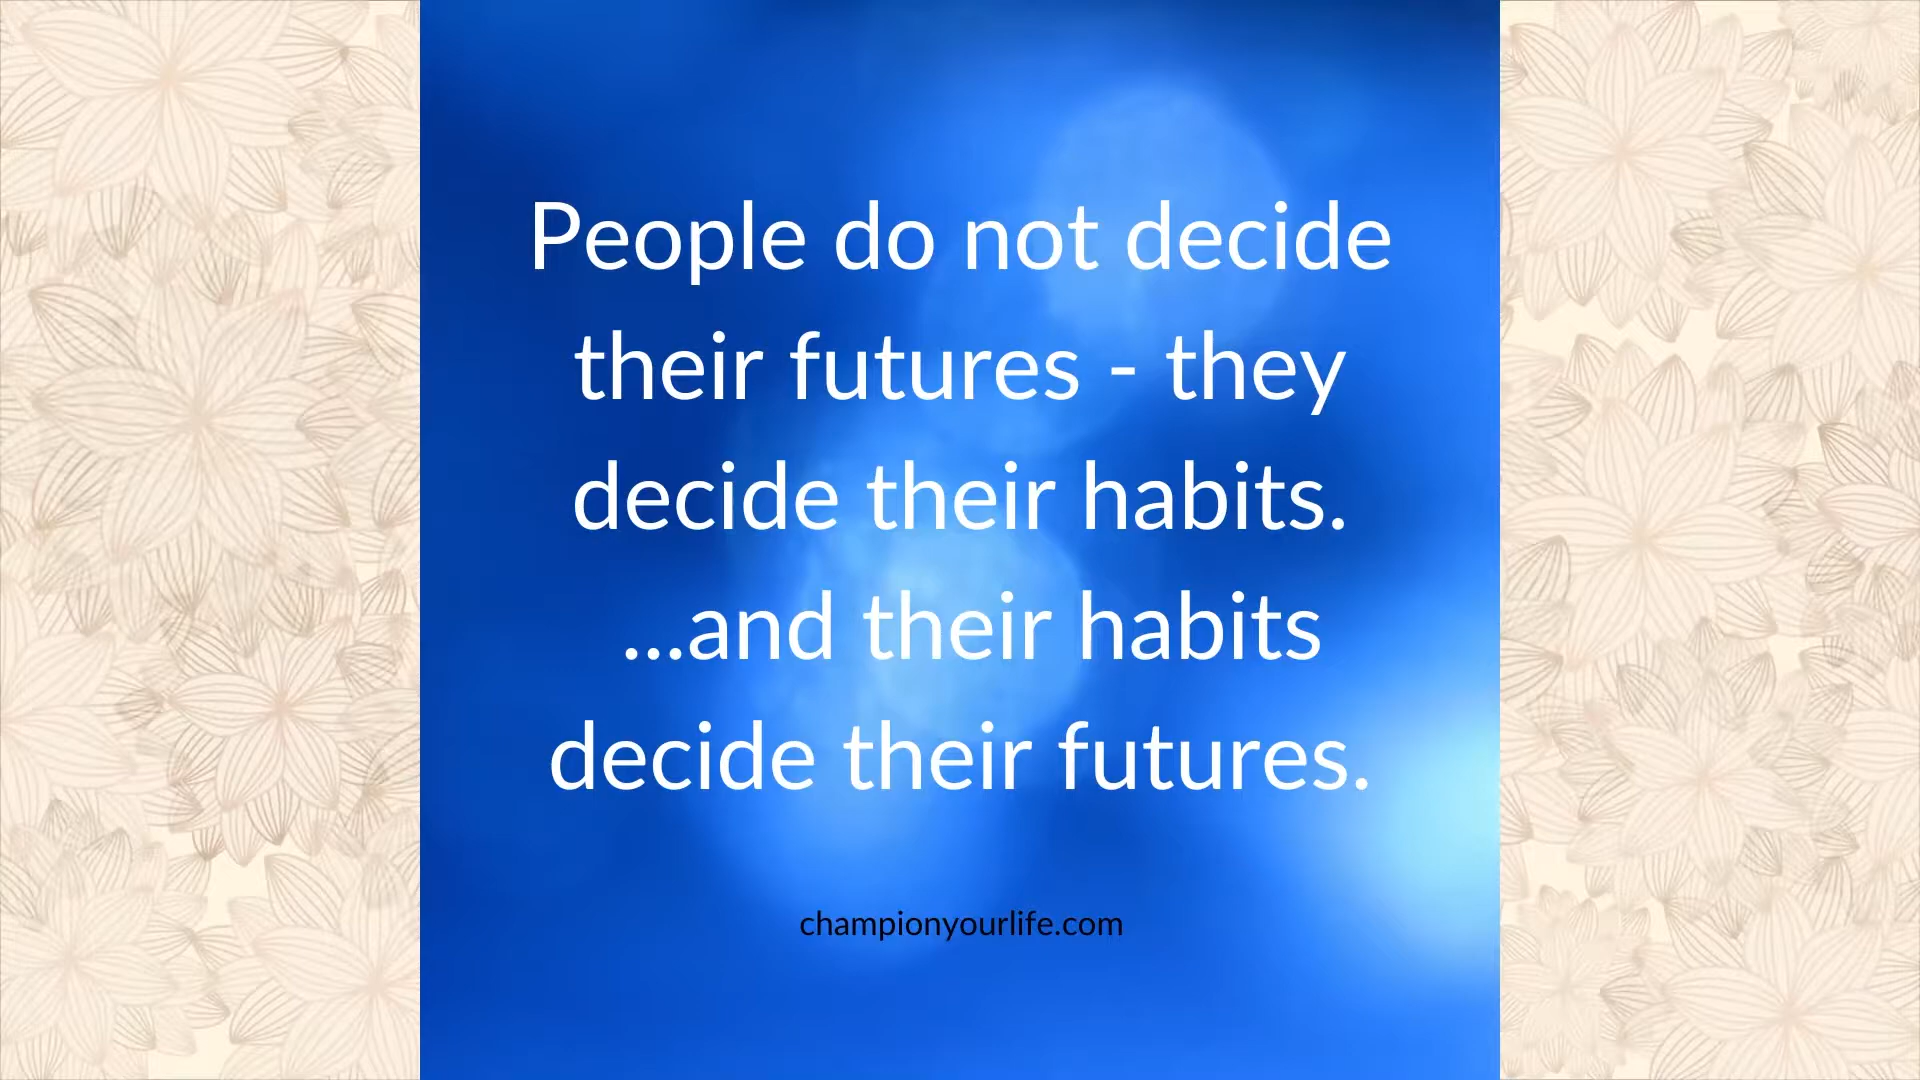 People do not decide
their futures - they
decide their habits.
...and their habits
decide their futures.
championyourlife.com